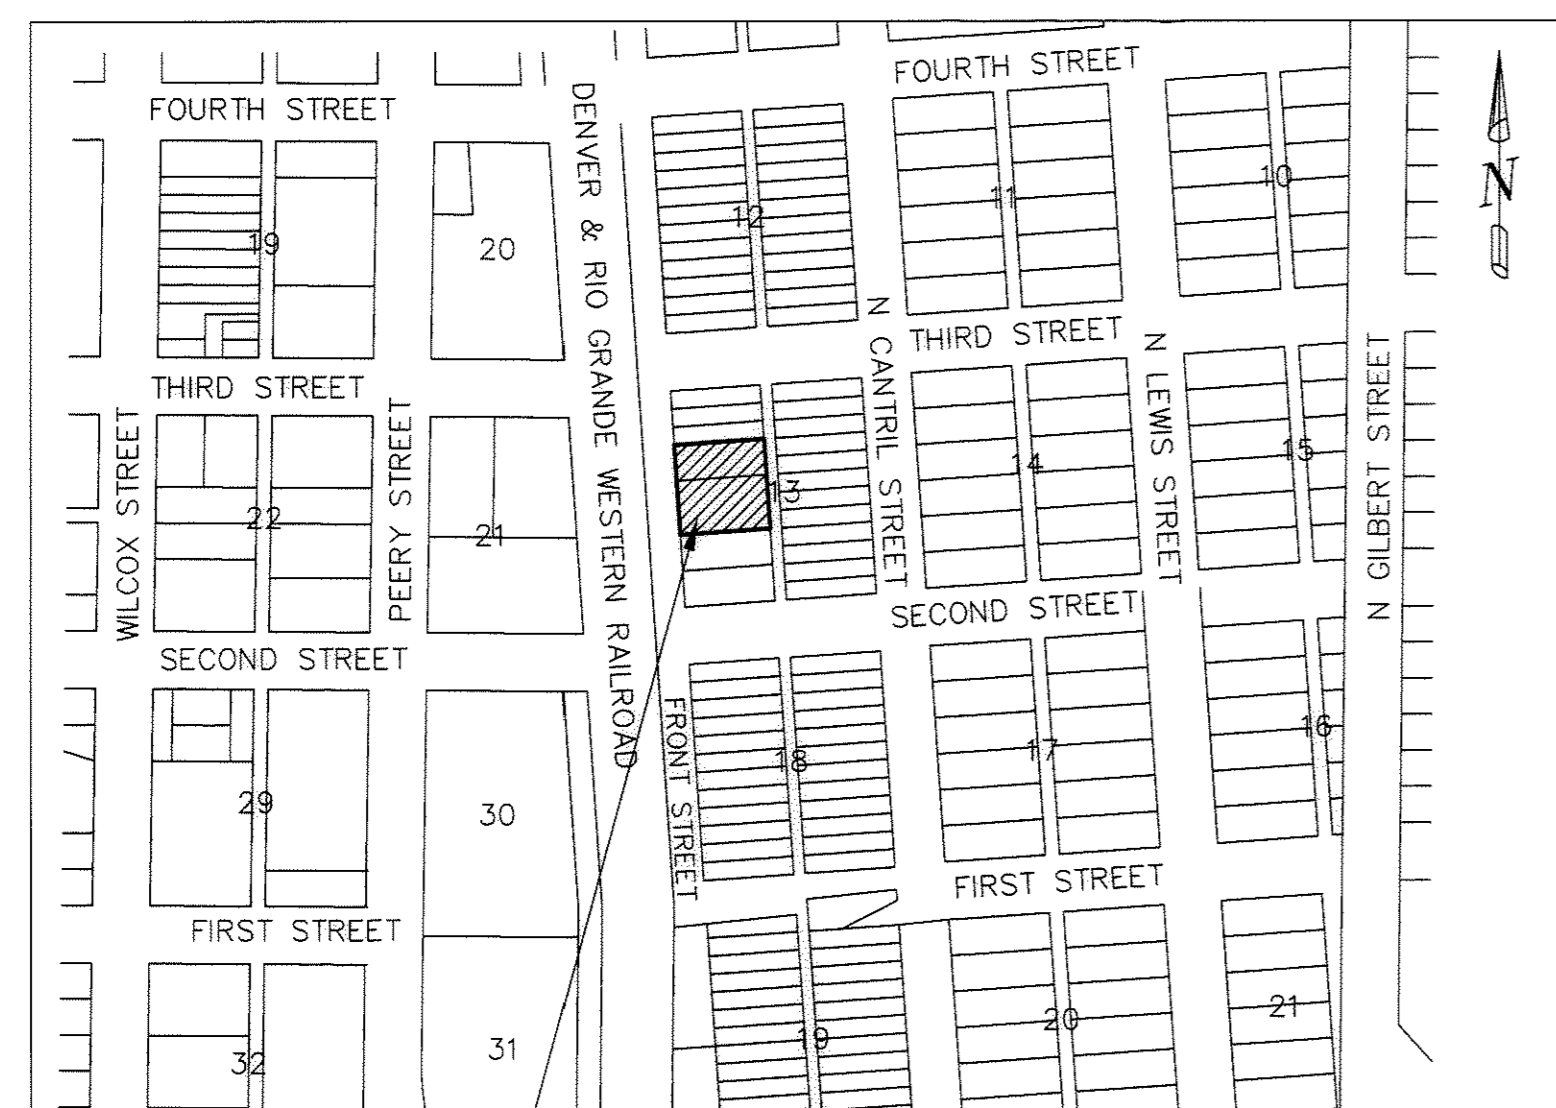 FOURTH STREET
FOURTH STREET
N
DENVER & RIO GRANDE WESTERN RAILROAD
19
20
12
11
10
THIRD STREET
THIRD STREET
N CANTRIL STREET
N LEWIS STREET
N GILBERT STREET
WILCOX STREET
PEERY STREET
22
21
13
14
15
SECOND STREET
SECOND STREET
FRONT STREET
29
30
18
17
16
FIRST STREET
FIRST STREET
32
31
19
20
21